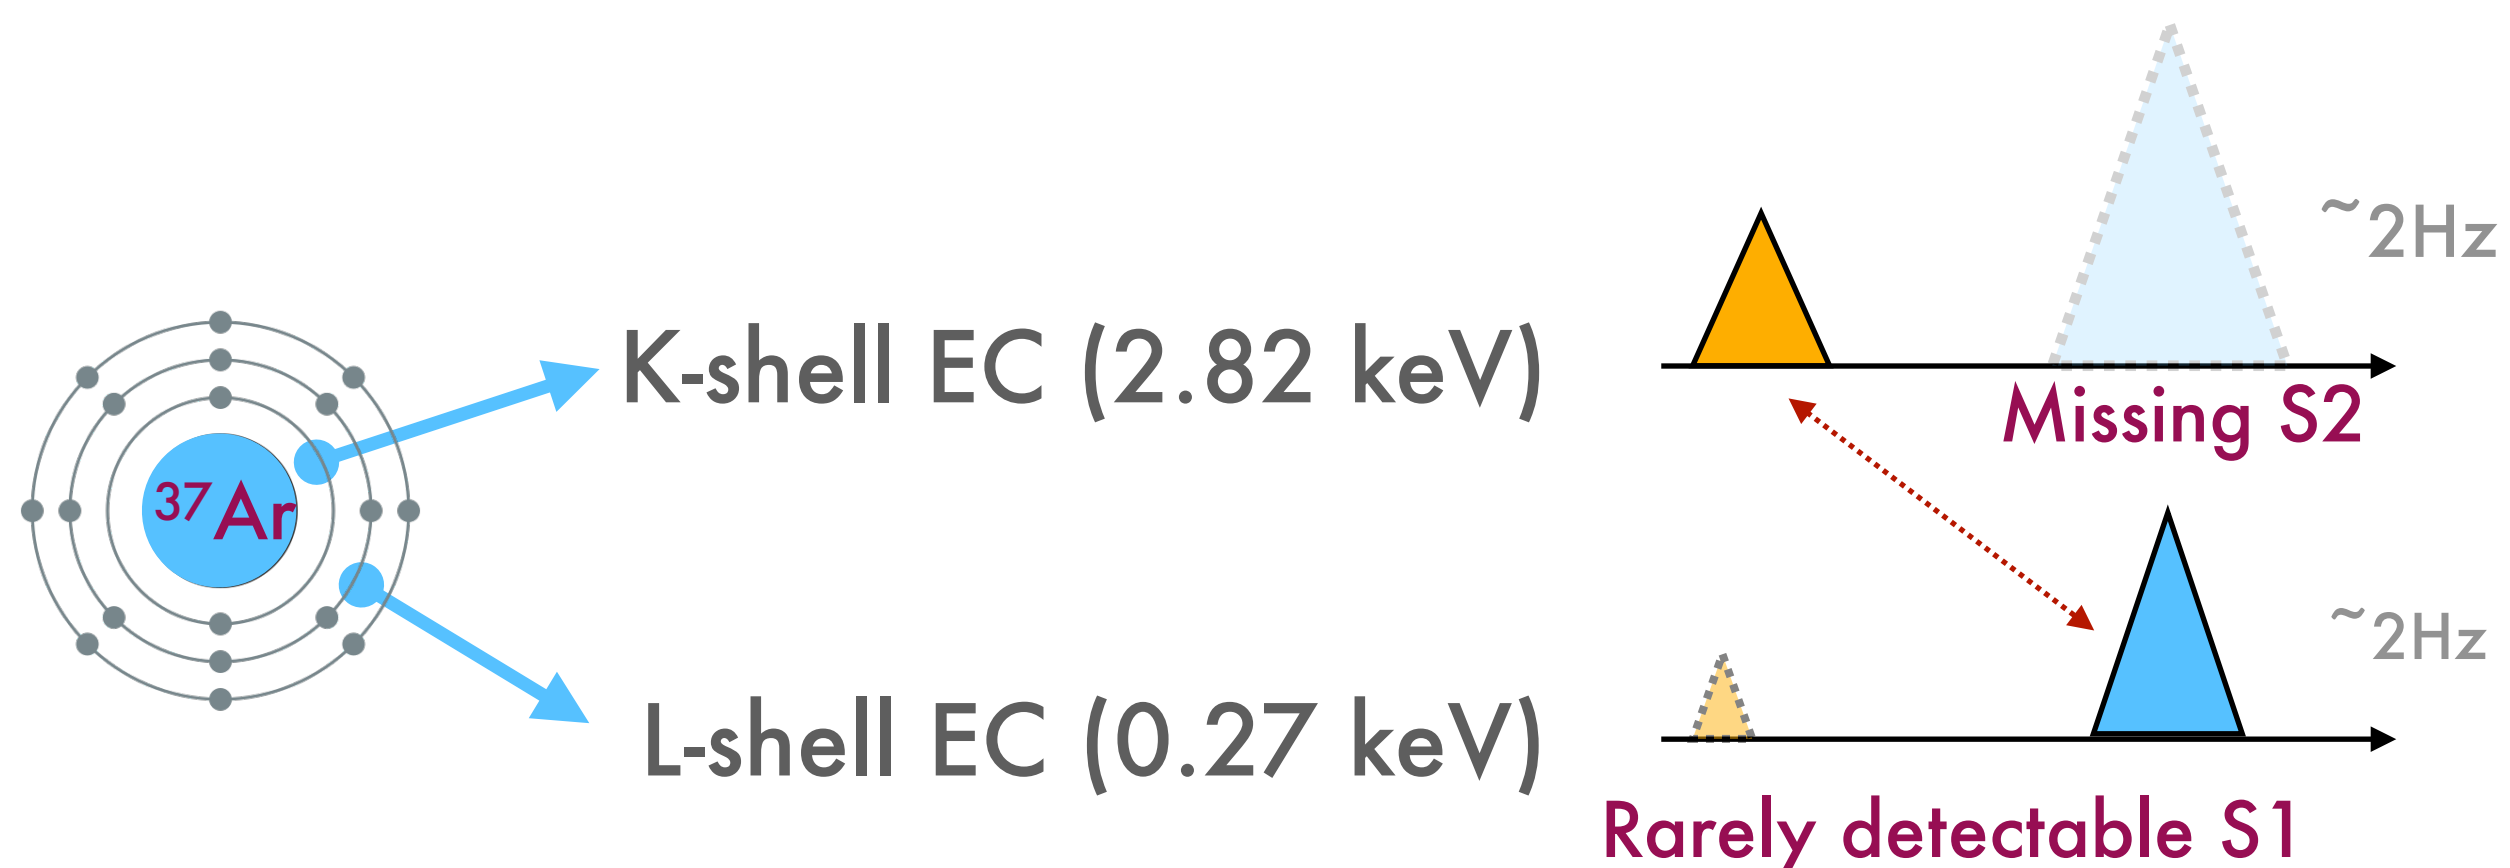 ~2Hz
K-shell EC (2.82 keV)
Missing S2
³⁷Ar
~2Hz
L-shell EC (0.27 keV)
Rarely detectable S1